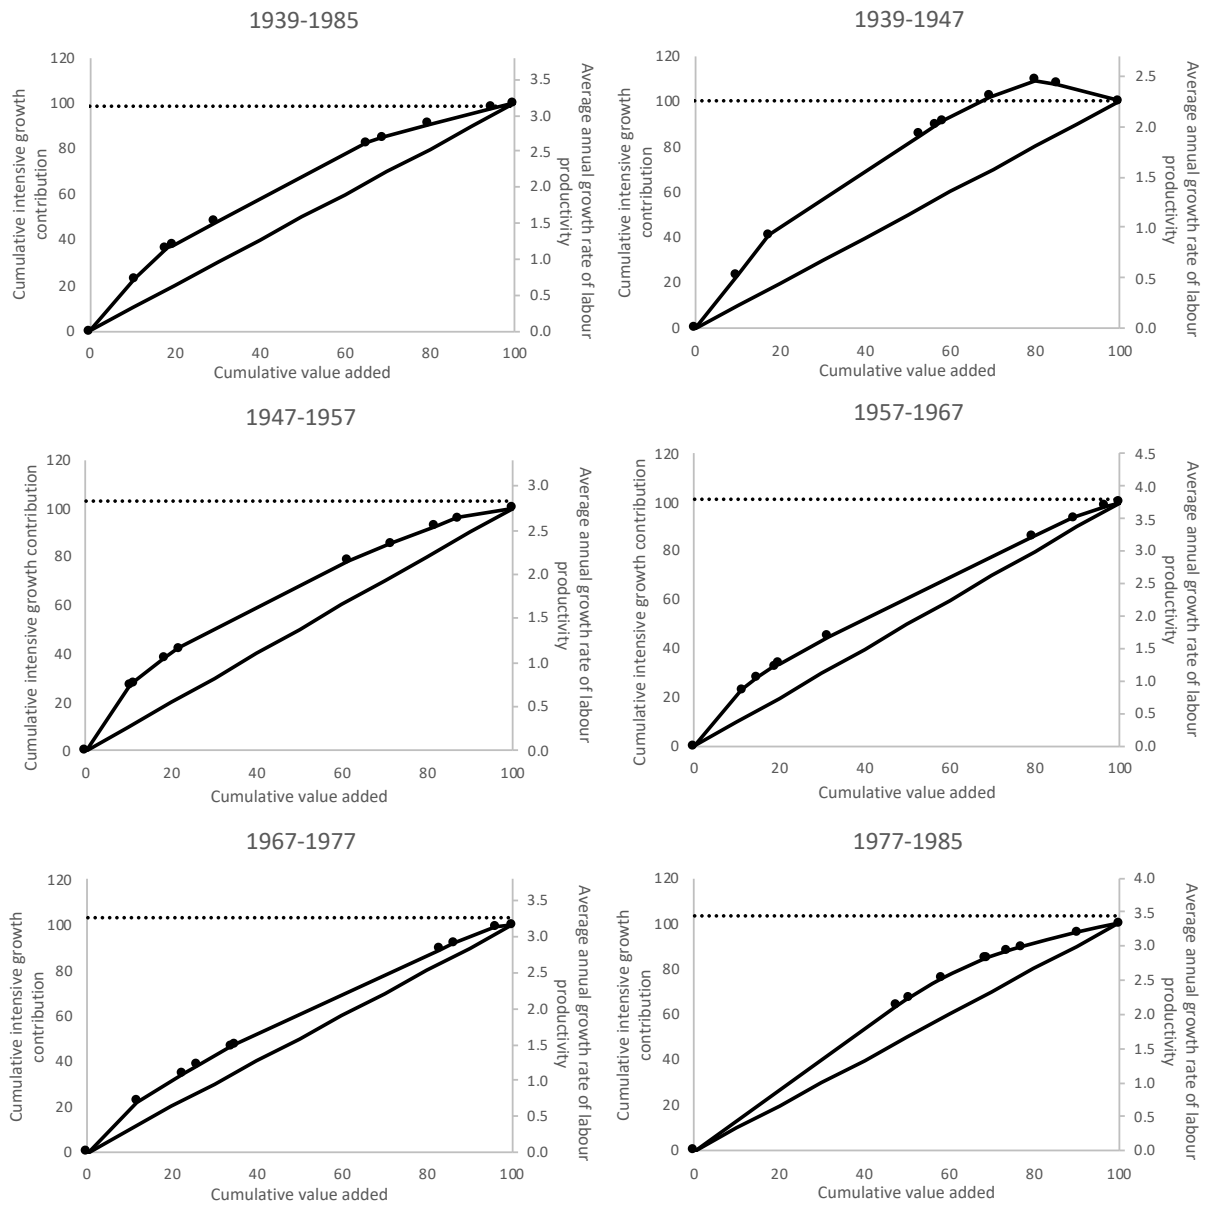 1939-1985
120
100
80
60
40
20
0
Cumulative intensive growth
contribution
3.5
3.0
2.5
2.0
1.5
1.0
0.5
0.0
Average annual growth rate of labour
productivity
0 20 40 60 80 100
Cumulative value added
1939-1947
120
100
80
60
40
20
0
Cumulative intensive growth
contribution
2.5
2.0
1.5
1.0
0.5
0.0
Average annual growth rate of labour
productivity
0 20 40 60 80 100
Cumulative value added
1947-1957
120
100
80
60
40
20
0
Cumulative intensive growth contribution
3.0
2.5
2.0
1.5
1.0
0.5
0.0
Average annual growth rate of labour
productivity
0 20 40 60 80 100
Cumulative value added
1957-1967
120
100
80
60
40
20
0
Cumulative intensive growth contribution
4.5
4.0
3.5
3.0
2.5
2.0
1.5
1.0
0.5
0.0
Average annual growth rate of labour
productivity
0 20 40 60 80 100
Cumulative value added
1967-1977
120
100
80
60
40
20
0
Cumulative intensive growth
contribution
3.5
3.0
2.5
2.0
1.5
1.0
0.5
0.0
Average annual growth rate of labour
productivity
0 20 40 60 80 100
Cumulative value added
1977-1985
120
100
80
60
40
20
0
Cumulative intensive growth
contribution
4.0
3.5
3.0
2.5
2.0
1.5
1.0
0.5
0.0
Average annual growth rate of labour
productivity
0 20 40 60 80 100
Cumulative value added